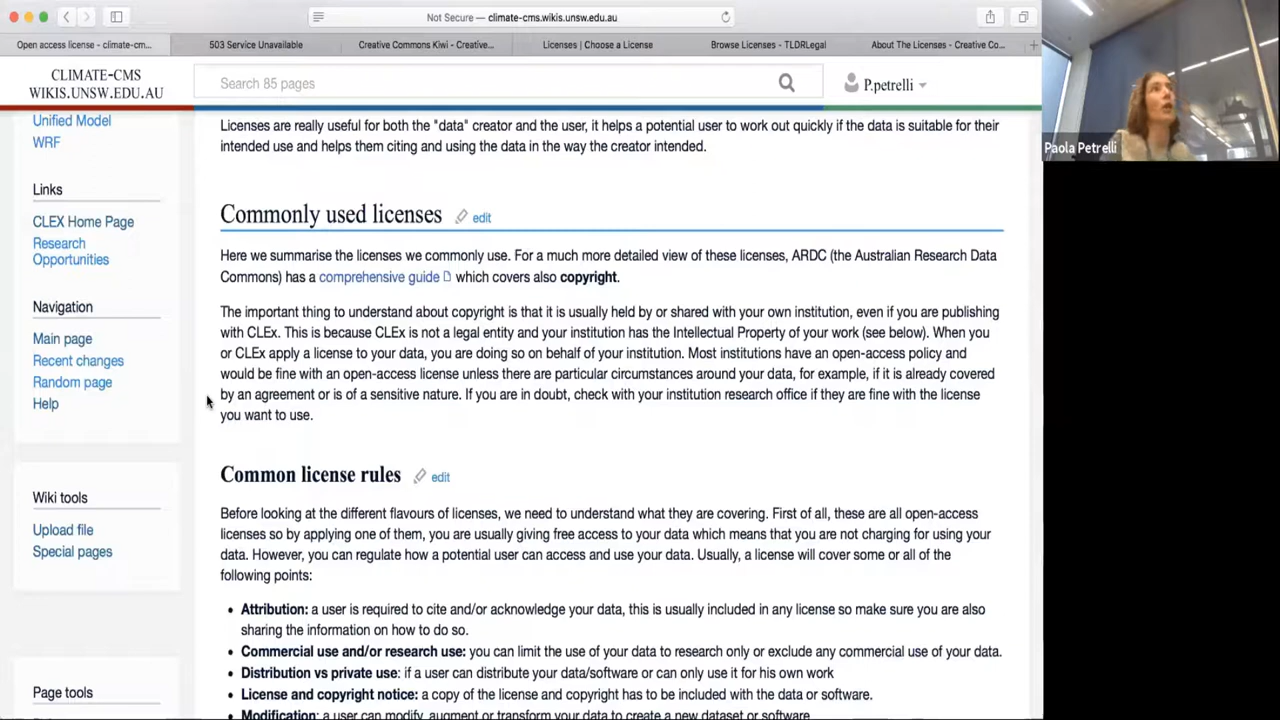 Not Secure — climate-cms.wikis.unsw.edu.au
Open access license - climate-cm...
503 Service Unavailable
Creative Commons Kiwi - Creative...
Licenses | Choose a License
Browse Licenses - TLDRLegal
About The Licenses - Creative Co...
CLIMATE-CMS
WIKIS.UNSW.EDU.AU
Search 85 pages
P.petrelli
Paola Petrelli
Unified Model
WRF
Links
CLEX Home Page
Research
Opportunities
Navigation
Main page
Recent changes
Random page
Help
Wiki tools
Upload file
Special pages
Page tools
Licenses are really useful for both the "data" creator and the user, it helps a potential user to work out quickly if the data is suitable for their
intended use and helps them citing and using the data in the way the creator intended.
Commonly used licenses edit
Here we summarise the licenses we commonly use. For a much more detailed view of these licenses, ARDC (the Australian Research Data
Commons) has a comprehensive guide which covers also copyright.
The important thing to understand about copyright is that it is usually held by or shared with your own institution, even if you are publishing
with CLEx. This is because CLEx is not a legal entity and your institution has the Intellectual Property of your work (see below). When you
or CLEx apply a license to your data, you are doing so on behalf of your institution. Most institutions have an open-access policy and
would be fine with an open-access license unless there are particular circumstances around your data, for example, if it is already covered
by an agreement or is of a sensitive nature. If you are in doubt, check with your institution research office if they are fine with the license
you want to use.
Common license rules edit
Before looking at the different flavours of licenses, we need to understand what they are covering. First of all, these are all open-access
licenses so by applying one of them, you are usually giving free access to your data which means that you are not charging for using your
data. However, you can regulate how a potential user can access and use your data. Usually, a license will cover some or all of the
following points:
• Attribution: a user is required to cite and/or acknowledge your data, this is usually included in any license so make sure you are also
sharing the information on how to do so.
• Commercial use and/or research use: you can limit the use of your data to research only or exclude any commercial use of your data.
• Distribution vs private use: if a user can distribute your data/software or can only use it for his own work
• License and copyright notice: a copy of the license and copyright has to be included with the data or software.
• Modification: a user can modify, augment or transform your data to create a new dataset or software